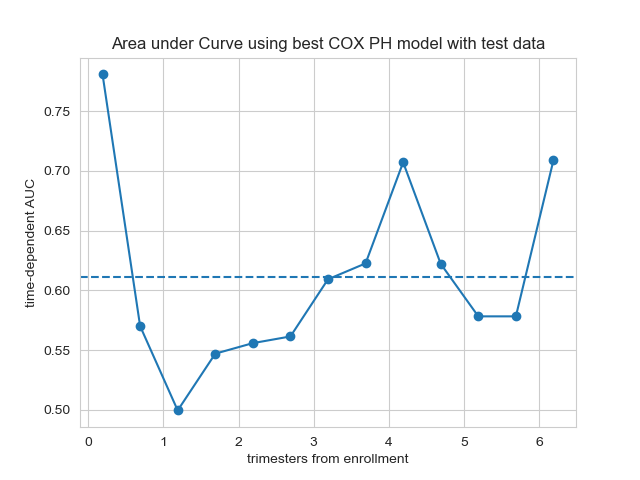 Area under Curve using best COX PH model with test data
time-dependent AUC
0.75
0.70
0.65
0.60
0.55
0.50
0 1 2 3 4 5 6
trimesters from enrollment